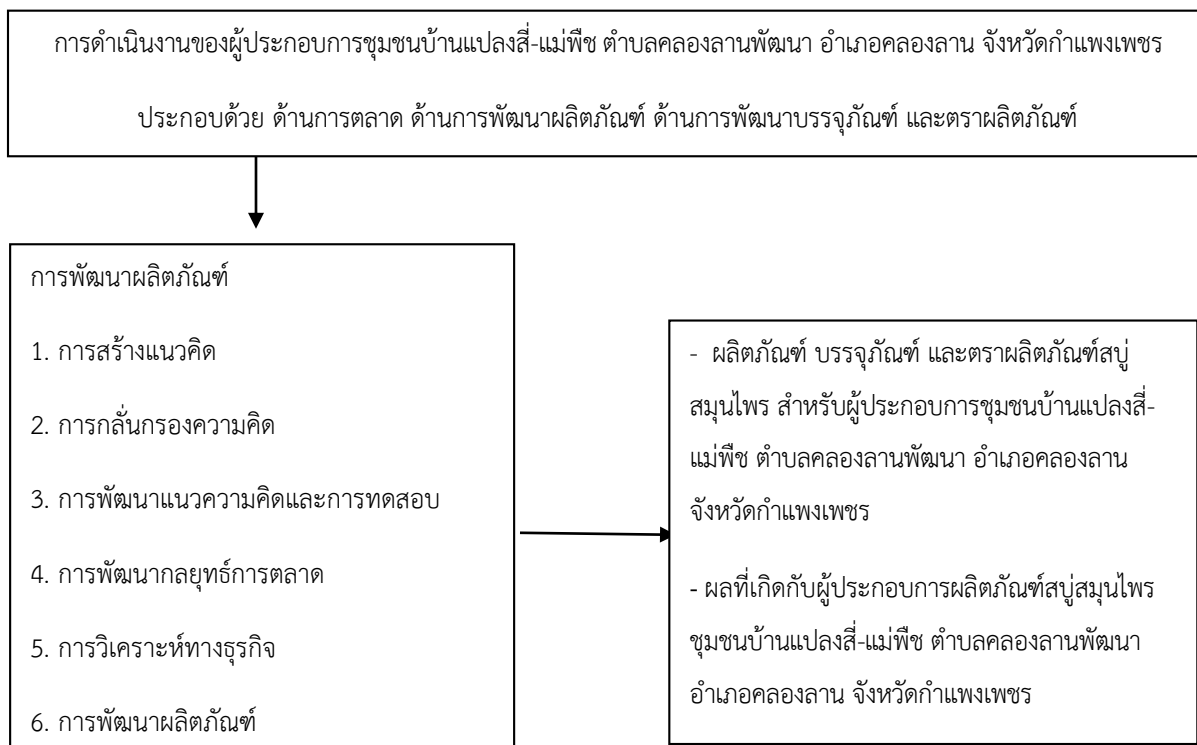 การดำเนินงานของผู้ประกอบการชุมชนบ้านแปลงสี่-แม่พืช ตำบลคลองลานพัฒนา อำเภอคลองลาน จังหวัดกำแพงเพชร
ประกอบด้วย ด้านการตลาด ด้านการพัฒนาผลิตภัณฑ์ ด้านการพัฒนาบรรจุภัณฑ์ และตราผลิตภัณฑ์
การพัฒนาผลิตภัณฑ์
1. การสร้างแนวคิด
2. การกลั่นกรองความคิด
3. การพัฒนาแนวความคิดและการทดสอบ
4. การพัฒนากลยุทธ์การตลาด
5. การวิเคราะห์ทางธุรกิจ
6. การพัฒนาผลิตภัณฑ์
- ผลิตภัณฑ์ บรรจุภัณฑ์ และตราผลิตภัณฑ์สบู่
สมุนไพร สำหรับผู้ประกอบการชุมชนบ้านแปลงสี่-
แม่พืช ตำบลคลองลานพัฒนา อำเภอคลองลาน
จังหวัดกำแพงเพชร
- ผลที่เกิดกับผู้ประกอบการผลิตภัณฑ์สบู่สมุนไพร
ชุมชนบ้านแปลงสี่-แม่พืช ตำบลคลองลานพัฒนา
อำเภอคลองลาน จังหวัดกำแพงเพชร